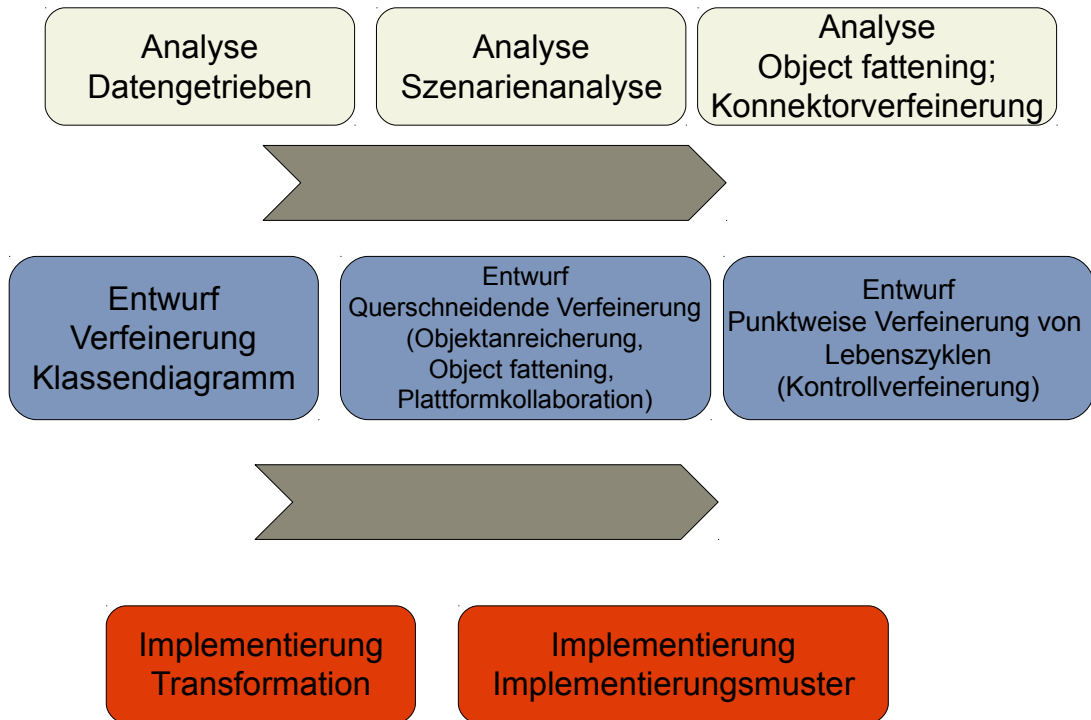 Analyse
Datengetrieben
Analyse
Szenarienanalyse
Analyse
Object fattening;
Konnektorverfeinerung
Entwurf
Verfeinerung
Klassendiagramm
Entwurf
Querschneidende Verfeinerung
(Objektanreicherung,
Object fattening,
Plattformkollaboration)
Entwurf
Punktweise Verfeinerung von
Lebenszyklen
(Kontrollverfeinerung)
Implementierung
Transformation
Implementierung
Implementierungsmuster